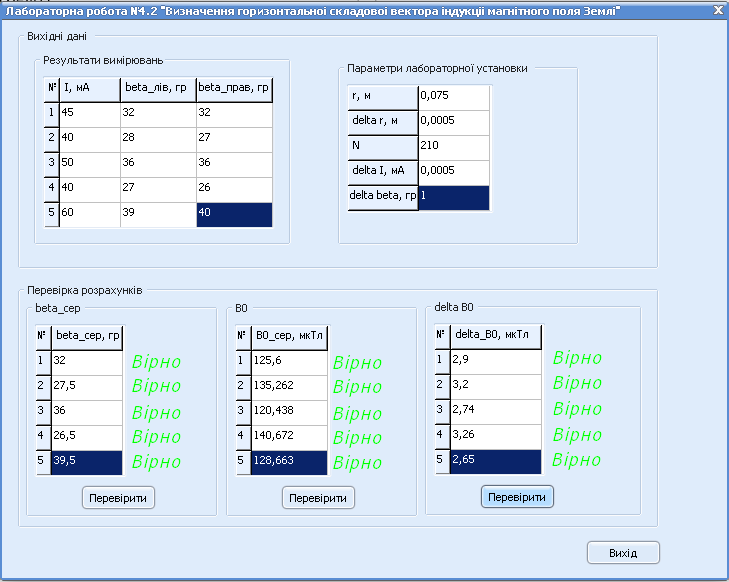 Лабораторна робота №4.2 "Визначення горизонтальної складової вектора індукції магнітного поля Землі"
Вихідні дані
Результати вимірювань
№ I, мА beta_лів, гр beta_прав, гр
1 45 32 32
2 40 28 27
3 50 36 36
4 40 27 26
5 60 39 40
Параметри лабораторної установки
r, м 0,075
delta r, м 0,0005
N 210
delta I, мА 0,0005
delta beta, гр 1
Перевірка розрахунків
beta_сер
№ beta_сер, гр
1 32 Вірно
2 27,5 Вірно
3 36 Вірно
4 26,5 Вірно
5 39,5 Вірно
Перевірити
B0
№ B0_сер, мкТл
1 125,6 Вірно
2 135,262 Вірно
3 120,438 Вірно
4 140,672 Вірно
5 128,663 Вірно
Перевірити
delta B0
№ delta_B0, мкТл
1 2,9 Вірно
2 3,2 Вірно
3 2,74 Вірно
4 3,26 Вірно
5 2,65 Вірно
Перевірити
Вихід